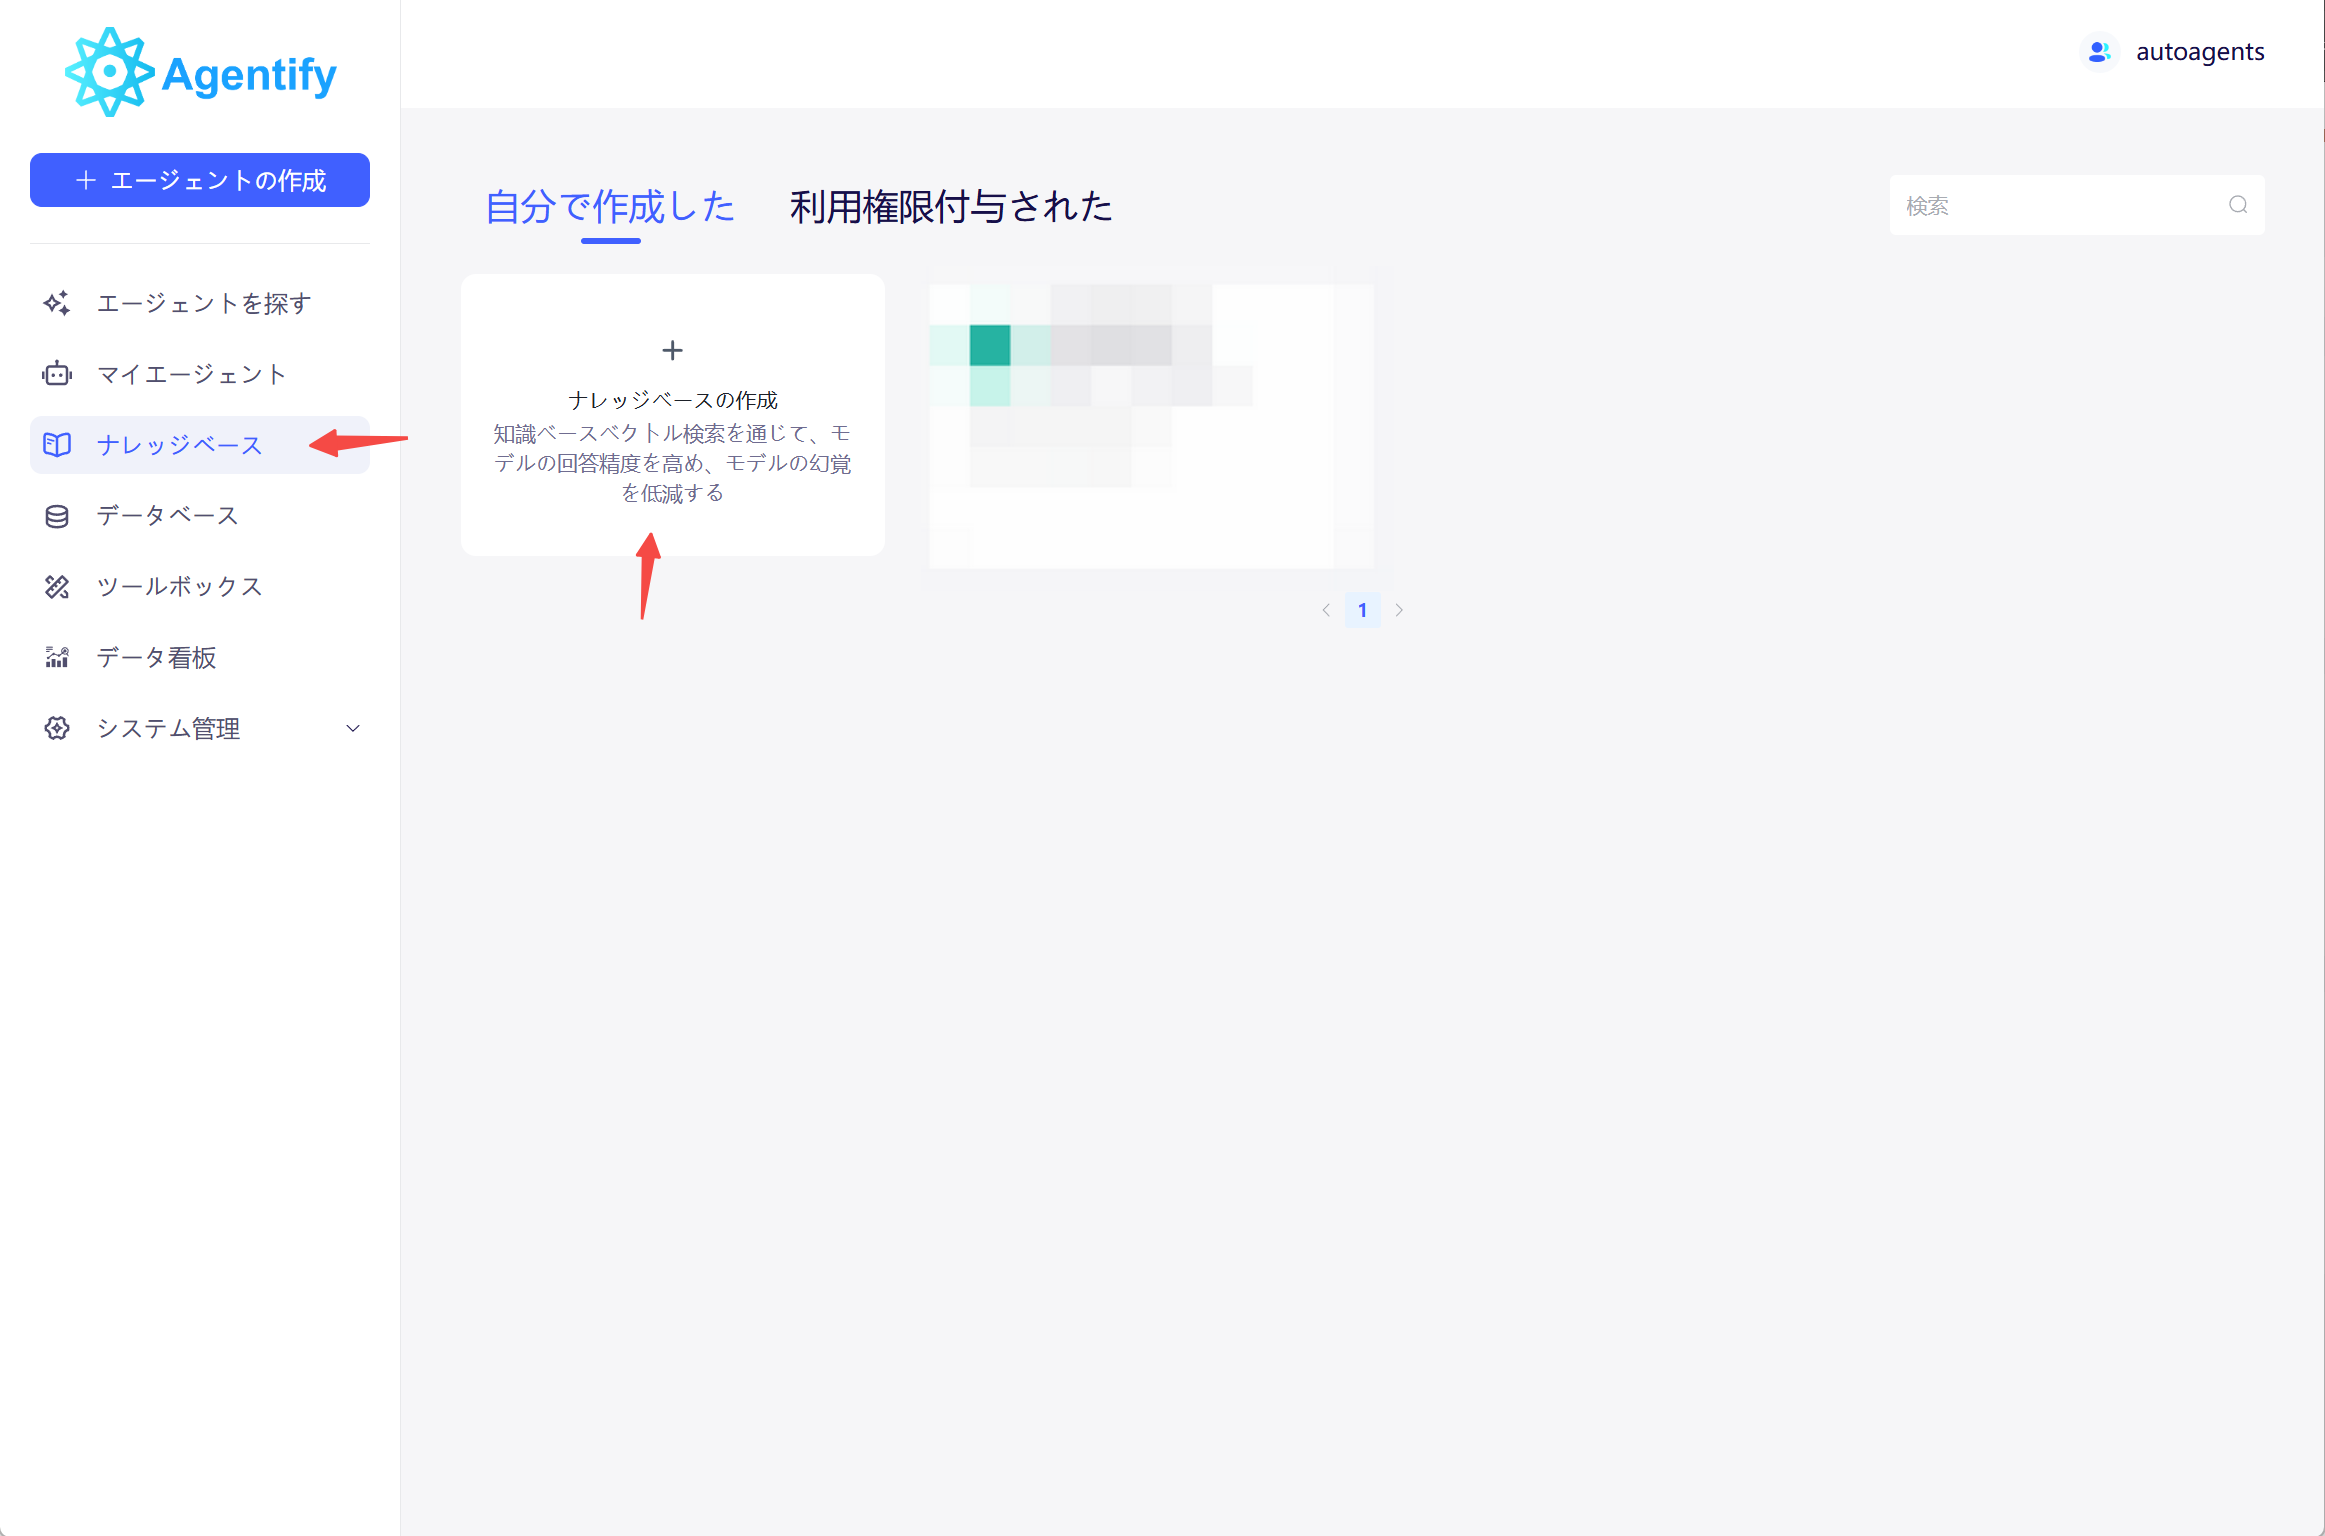 Agentify
autoagents
エージェントの作成
自分で作成した
利用権限付与された
検索
エージェントを探す
マイエージェント
ナレッジベース
データベース
ツールボックス
データ看板
システム管理
ナレッジベースの作成
知識ベースベクトル検索を通じて、モ
デルの回答精度を高め、モデルの幻覚
を低減する
1